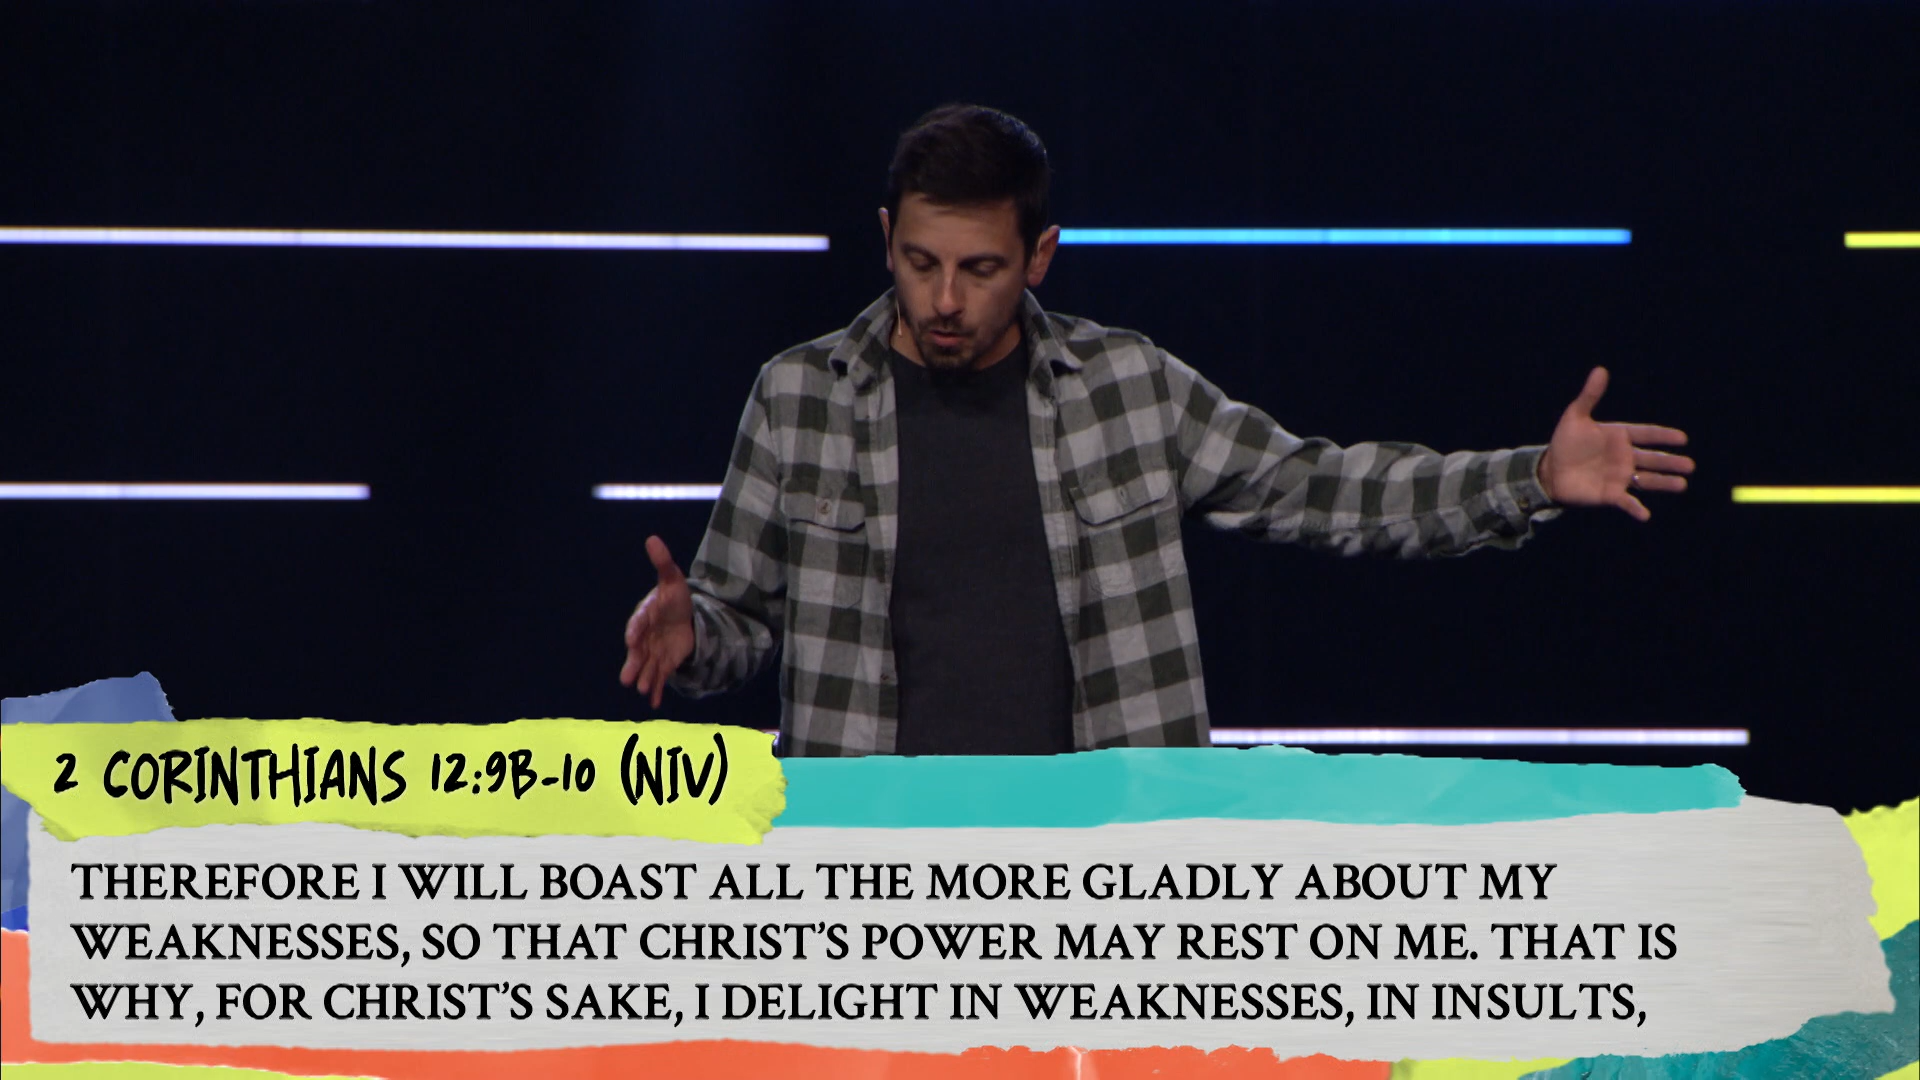 2 CORINTHIANS 12:9B-10 (NIV)
THEREFORE I WILL BOAST ALL THE MORE GLADLY ABOUT MY
WEAKNESSES, SO THAT CHRIST’S POWER MAY REST ON ME. THAT IS
WHY, FOR CHRIST’S SAKE, I DELIGHT IN WEAKNESSES, IN INSULTS,